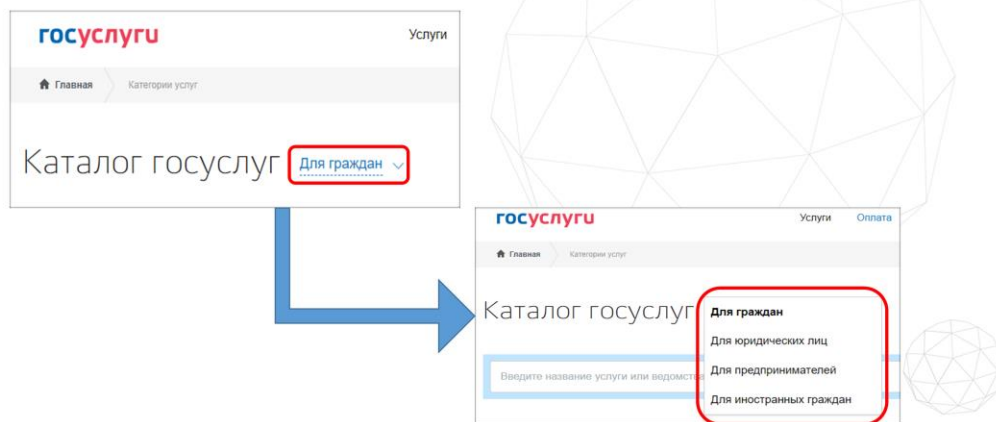 госуслуги
Услуги
Главная
Категории услуг
Каталог госуслуг Для граждан
госуслуги
Услуги
Оплата
Главная
Категории услуг
Каталог госуслуг
Для граждан
Для юридических лиц
Для предпринимателей
Для иностранных граждан
Введите название услуги или ведомства